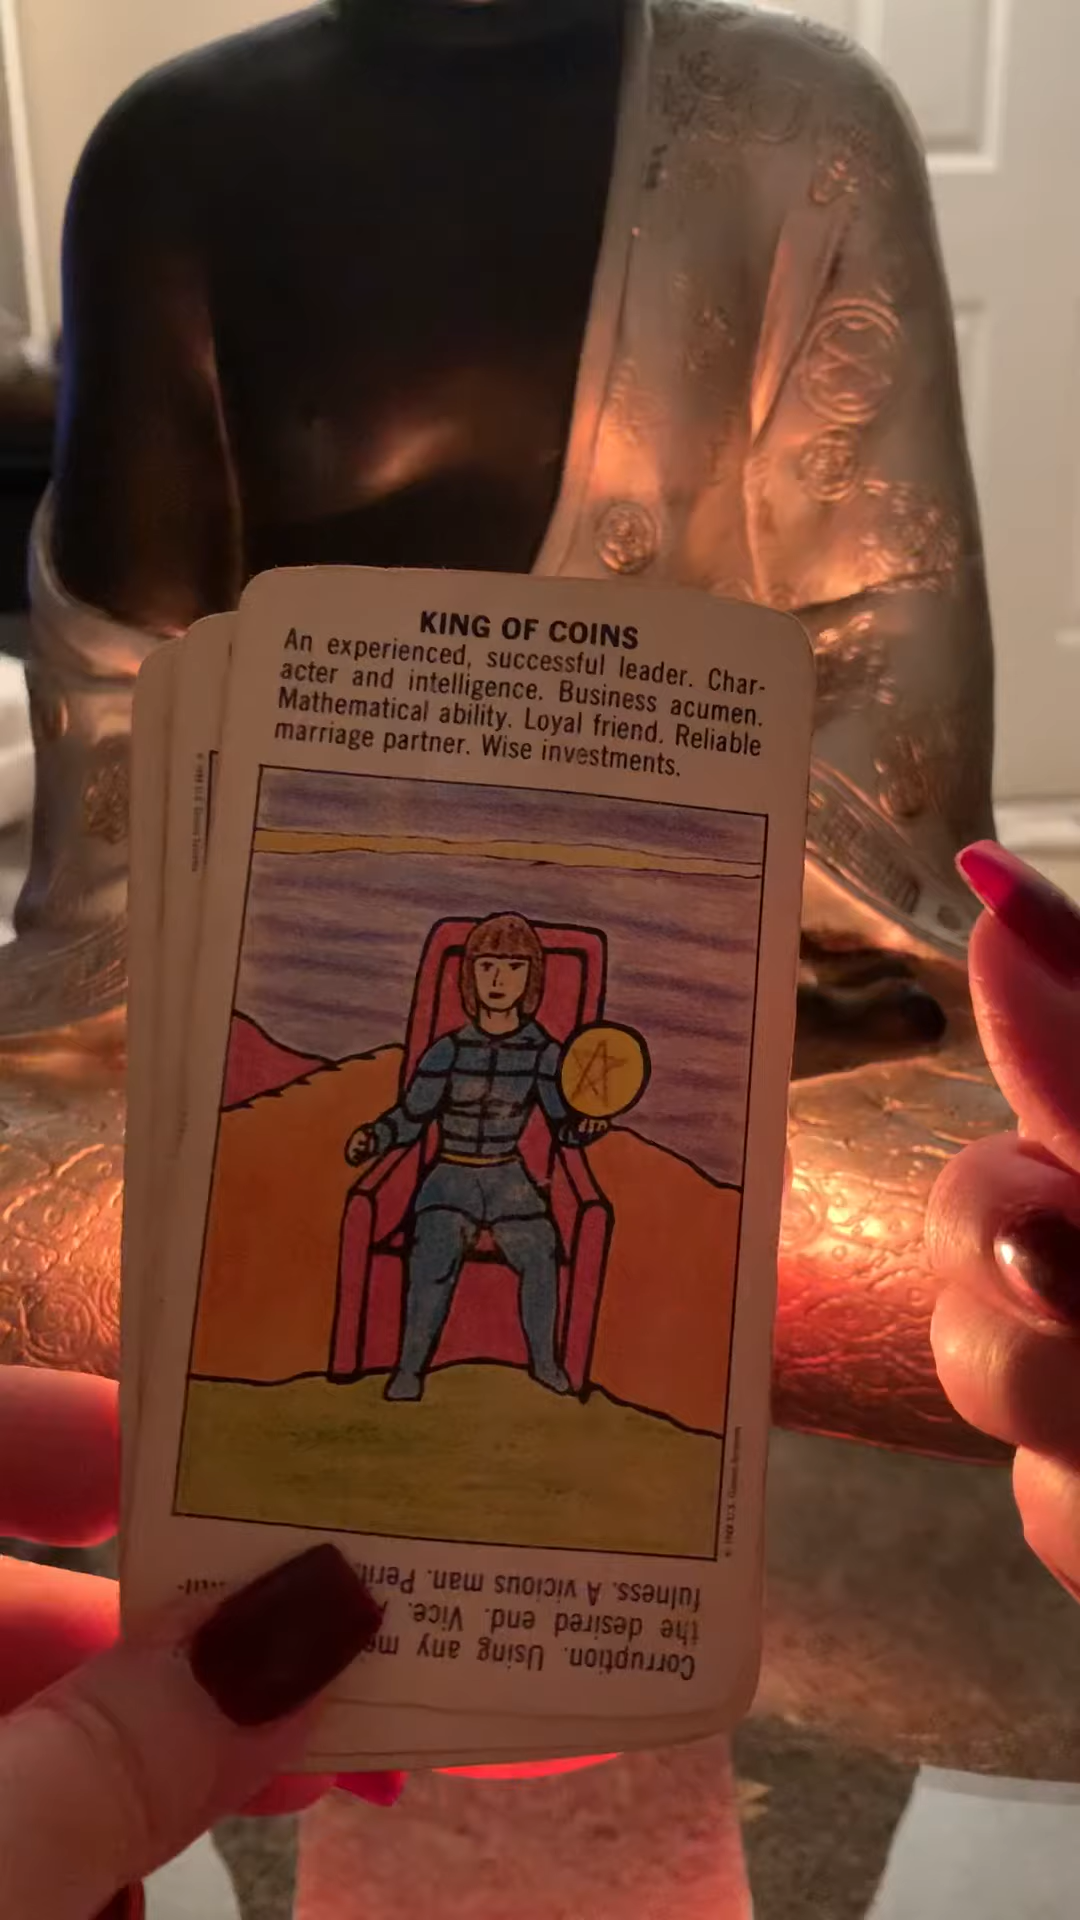 KING OF COINS
An experienced, successful leader. Char-
acter and intelligence. Business acumen.
Mathematical ability. Loyal friend. Reliable
marriage partner. Wise investments.
Corruption. Using any
the desired end. Vice.
fulness. A vicious man.